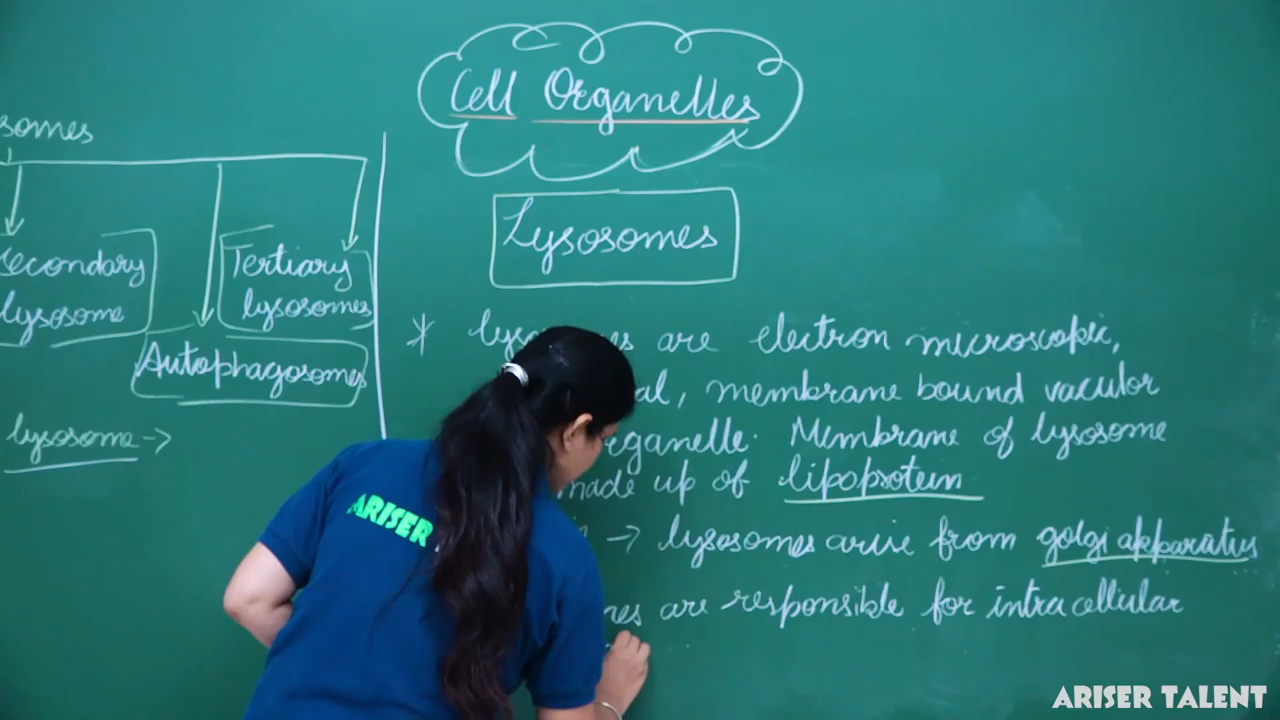 Cell Organelles
somes
Secondary
lysosome
Tertiary
lysosomes
Autophagosomes
lysosome →
Lysosomes
* are electron microscopic,
membrane bound vaculor
organelle. Membrane of lysosome
made up of lipoprotein
→ lysosomes arise from golgi apparatus
are responsible for intracellular
ARISER
ARISER TALENT